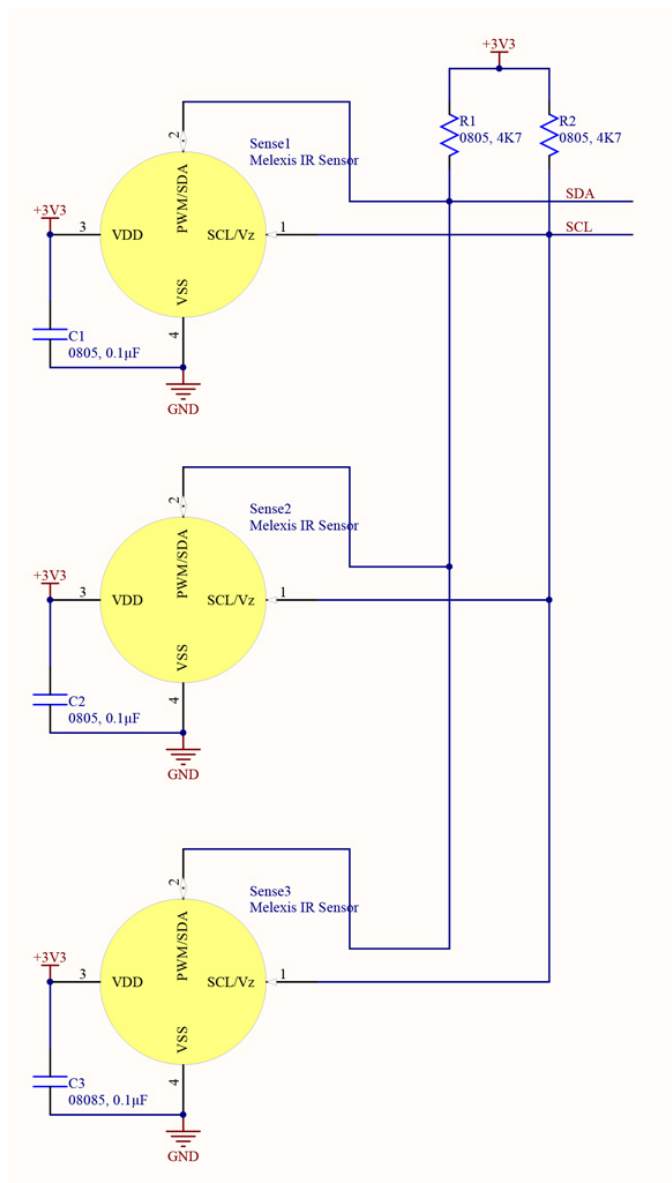 +3V3
R1
0805, 4K7
R2
0805, 4K7
2
Sense1
Melexis IR Sensor
PWM/SDA
SDA
+3V3
3
VDD
SCL/Vz
1
SCL
VSS
4
C1
0805, 0.1µF
GND
2
Sense2
Melexis IR Sensor
PWM/SDA
+3V3
3
VDD
SCL/Vz
1
VSS
4
C2
0805, 0.1µF
GND
2
Sense3
Melexis IR Sensor
PWM/SDA
+3V3
3
VDD
SCL/Vz
1
VSS
4
C3
08085, 0.1µF
GND